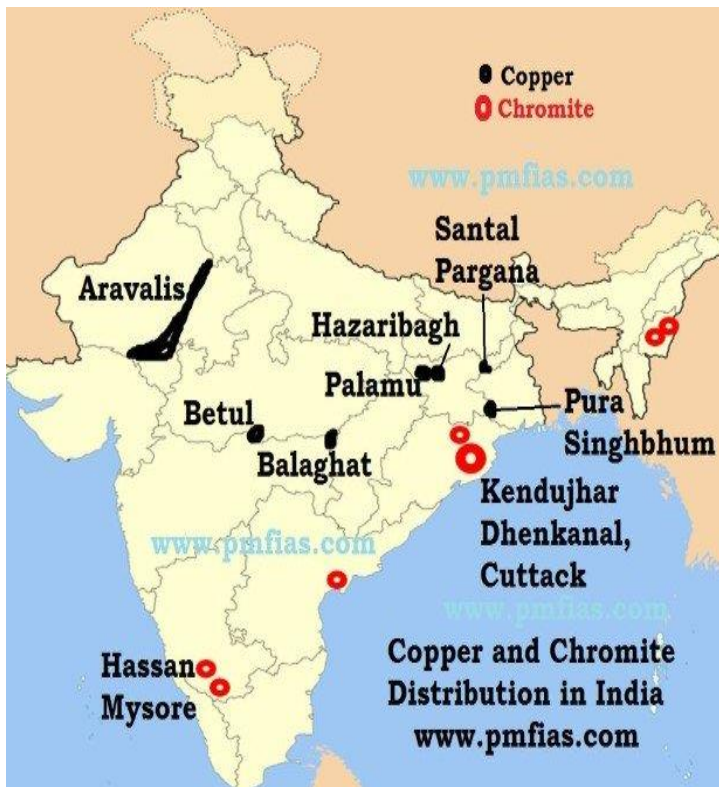 Copper
Chromite
www.pmfias.com
Santal
Pargana
Aravalis
Hazaribagh
Palamu
Betul
Balaghat
Pura
Singhbhum
Kendujhar
Dhenkanal,
Cuttack
www.pmfias.com
www.pmfias.com
Hassan
Mysore
Copper and Chromite
Distribution in India
www.pmfias.com